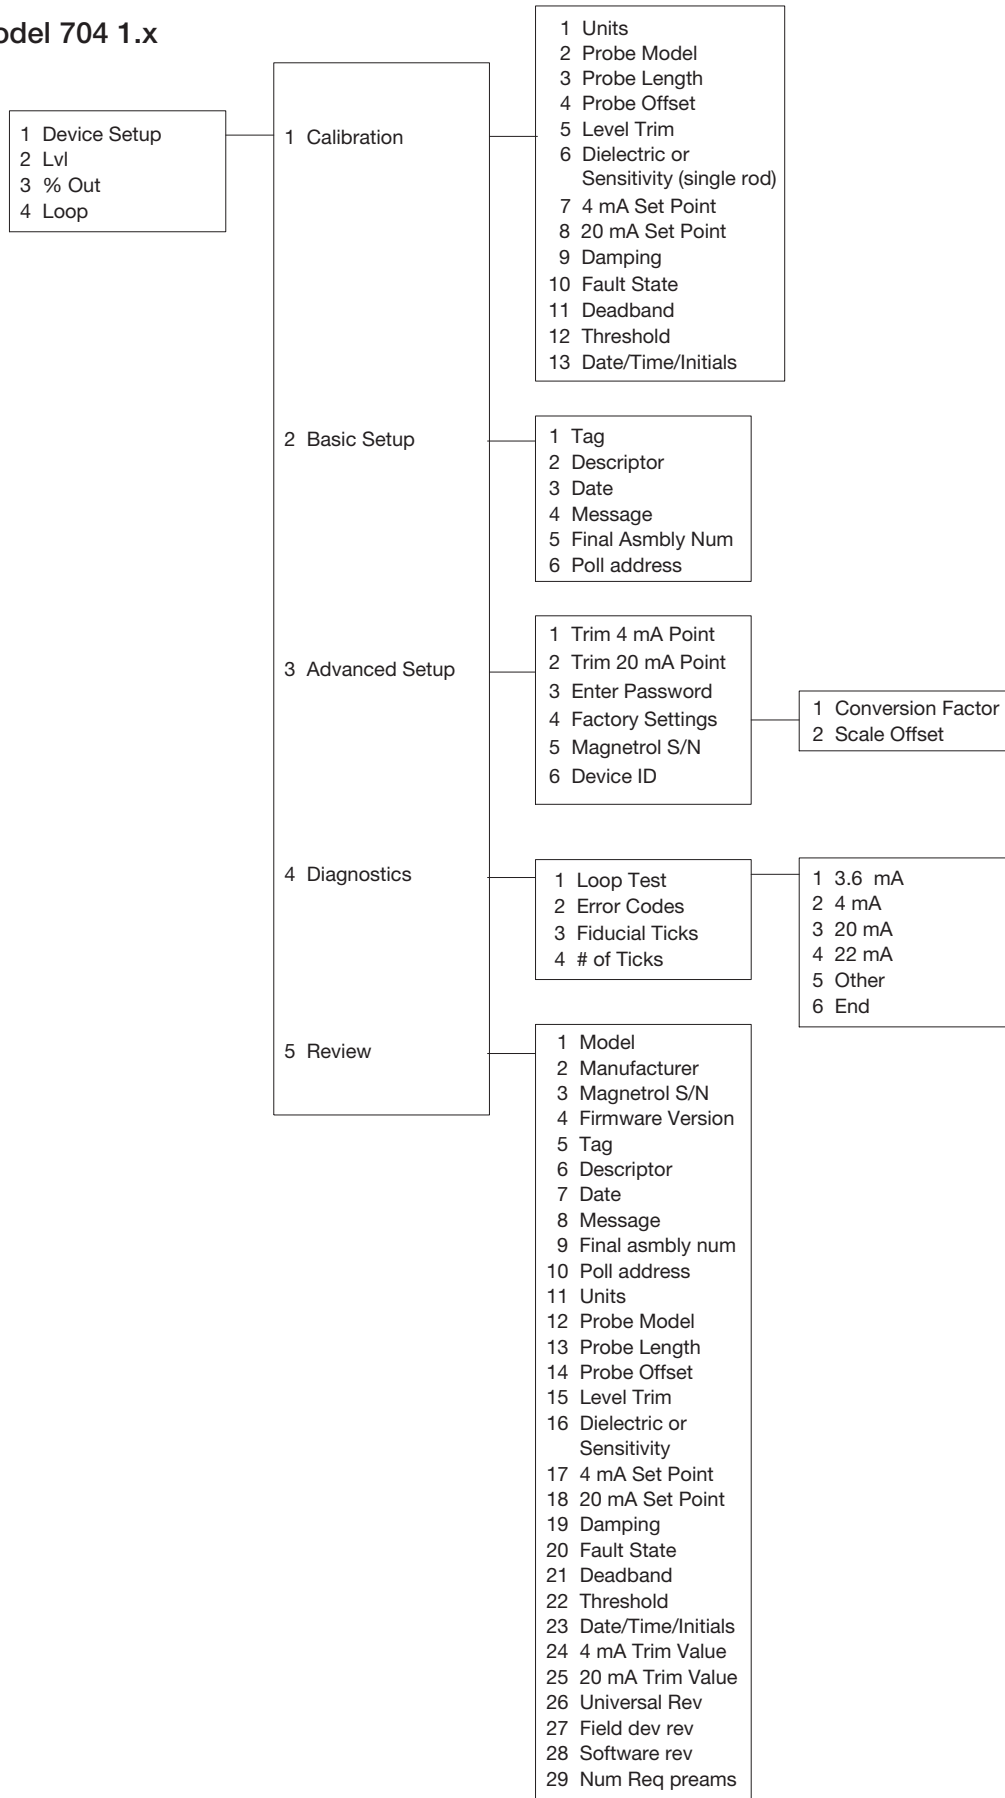 odel 704 1.x
1 Device Setup
2 Lvl
3 % Out
4 Loop
1 Calibration
2 Basic Setup
3 Advanced Setup
4 Diagnostics
5 Review
1 Units
2 Probe Model
3 Probe Length
4 Probe Offset
5 Level Trim
6 Dielectric or
Sensitivity (single rod)
7 4 mA Set Point
8 20 mA Set Point
9 Damping
10 Fault State
11 Deadband
12 Threshold
13 Date/Time/Initials
1 Tag
2 Descriptor
3 Date
4 Message
5 Final Asmbly Num
6 Poll address
1 Trim 4 mA Point
2 Trim 20 mA Point
3 Enter Password
4 Factory Settings
5 Magnetrol S/N
6 Device ID
1 Conversion Factor
2 Scale Offset
1 Loop Test
2 Error Codes
3 Fiducial Ticks
4 # of Ticks
1 3.6 mA
2 4 mA
3 20 mA
4 22 mA
5 Other
6 End
1 Model
2 Manufacturer
3 Magnetrol S/N
4 Firmware Version
5 Tag
6 Descriptor
7 Date
8 Message
9 Final asmbly num
10 Poll address
11 Units
12 Probe Model
13 Probe Length
14 Probe Offset
15 Level Trim
16 Dielectric or
Sensitivity
17 4 mA Set Point
18 20 mA Set Point
19 Damping
20 Fault State
21 Deadband
22 Threshold
23 Date/Time/Initials
24 4 mA Trim Value
25 20 mA Trim Value
26 Universal Rev
27 Field dev rev
28 Software rev
29 Num Req preams